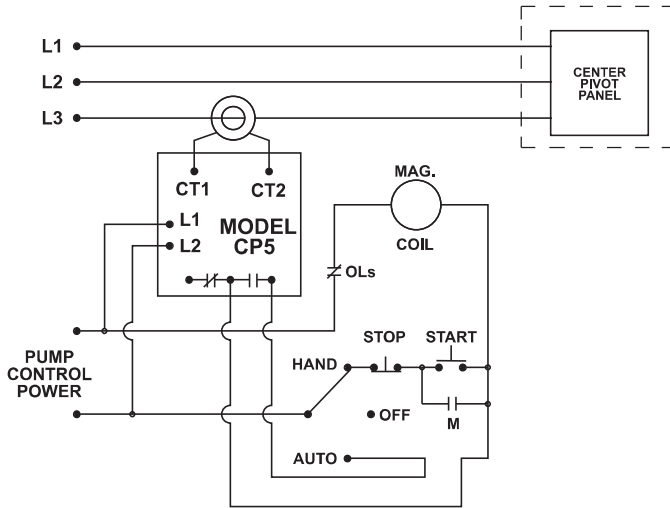 L1
L2
L3
CENTER
PIVOT
PANEL
CT1
CT2
MAG.
COIL
L1
L2
MODEL
CP5
OLs
PUMP
CONTROL
POWER
STOP
START
HAND
OFF
M
AUTO